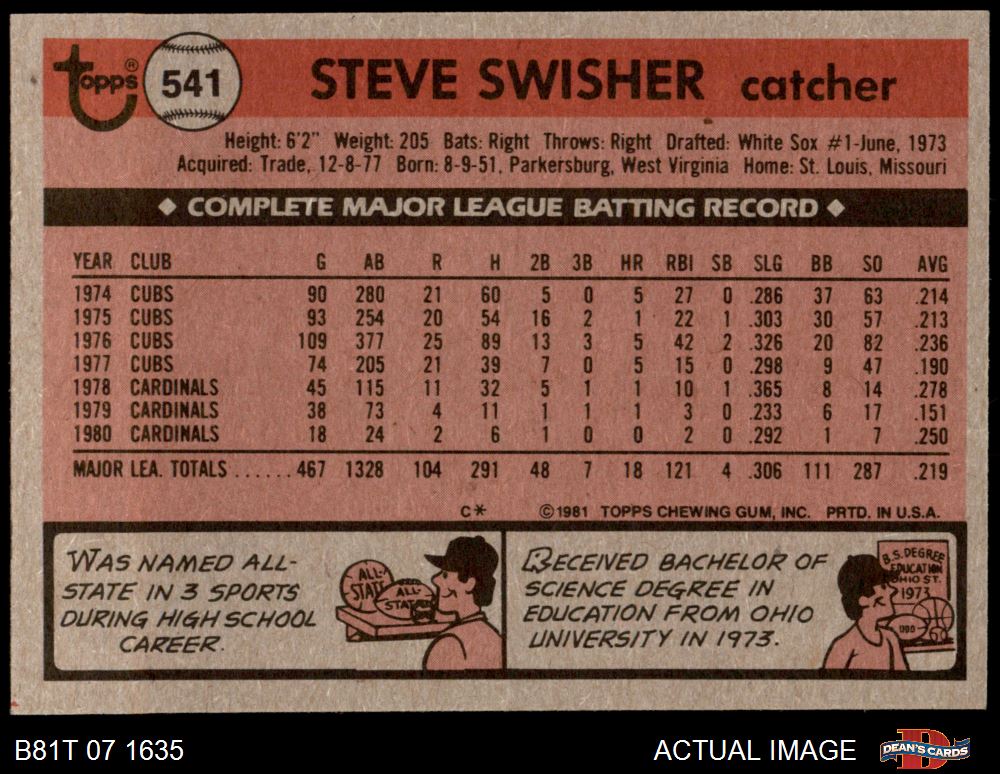 Topps® 541 STEVE SWISHER catcher
Height: 6'2" Weight: 205 Bats: Right Throws: Right Drafted: White Sox #1-June, 1973
Acquired: Trade, 12-8-77 Born: 8-9-51, Parkersburg, West Virginia Home: St. Louis, Missouri
◆ COMPLETE MAJOR LEAGUE BATTING RECORD ◆
YEAR CLUB G AB R H 2B 3B HR RBI SB SLG BB SO AVG
1974 CUBS 90 280 21 60 5 0 5 27 0 .286 37 63 .214
1975 CUBS 93 254 20 54 16 2 1 22 1 .303 30 57 .213
1976 CUBS 109 377 25 89 13 3 5 42 2 .326 20 82 .236
1977 CUBS 74 205 21 39 7 0 5 15 0 .298 9 47 .190
1978 CARDINALS 45 115 11 32 5 1 1 10 1 .365 8 14 .278
1979 CARDINALS 38 73 4 11 1 1 1 3 0 .233 6 17 .151
1980 CARDINALS 18 24 2 6 1 0 0 2 0 .292 1 7 .250
MAJOR LEA. TOTALS ...... 467 1328 104 291 48 7 18 121 4 .306 111 287 .219
C* ©1981 TOPPS CHEWING GUM, INC. PRTD. IN U.S.A.
WAS NAMED ALL-
STATE IN 3 SPORTS
DURING HIGH SCHOOL
CAREER.
ALL-
STATE
ALL-
STATE
RECEIVED BACHELOR OF
SCIENCE DEGREE IN
EDUCATION FROM OHIO
UNIVERSITY IN 1973.
B.S. DEGREE
EDUCATION
OHIO ST.
1973
B81T 07 1635
ACTUAL IMAGE
DEAN'S CARDS